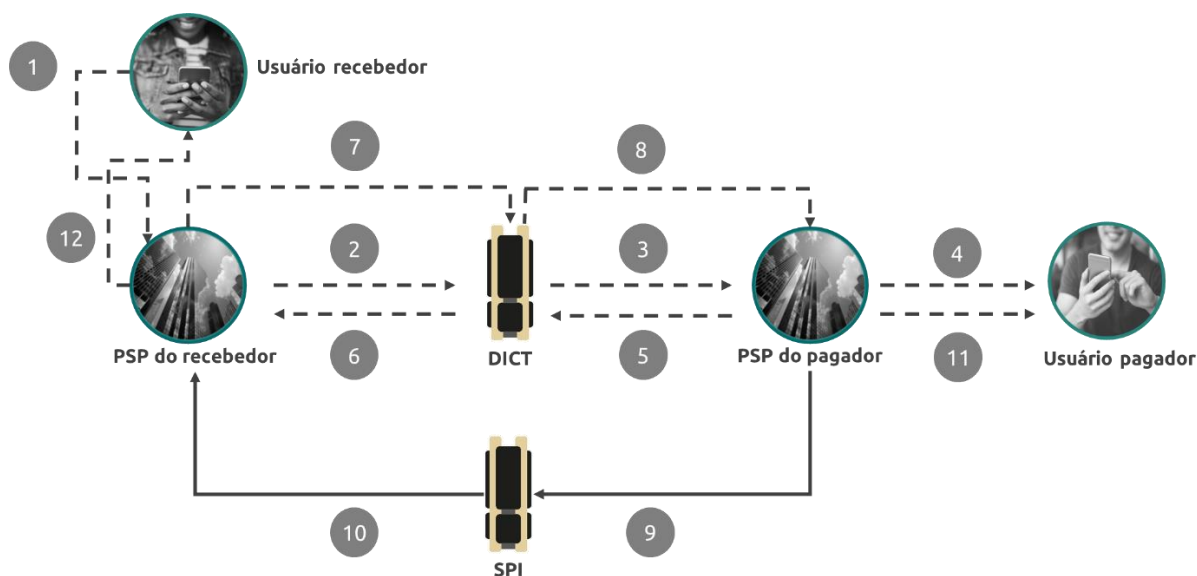 1
Usuário recebedor
7
8
12
2
3
4
PSP do recebedor
6
DICT
5
PSP do pagador
11
Usuário pagador
10
9
SPI